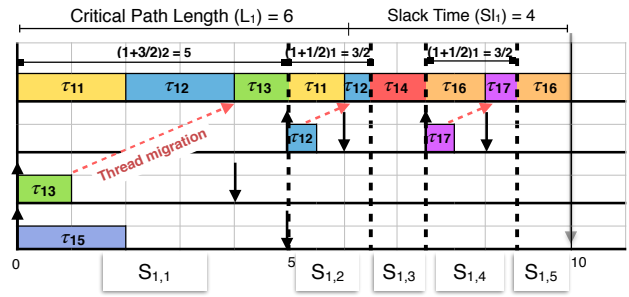 Critical Path Length (L₁) = 6 Slack Time (Sl₁) = 4
(1+3/2)2 = 5 (1+1/2)1 = 3/2 (1+1/2)1 = 3/2
τ11 τ12 τ13 τ11 τ12 τ14 τ16 τ17 τ16
τ12 τ17
Thread migration
τ13
τ15
0 5 10
S1,1 S1,2 S1,3 S1,4 S1,5